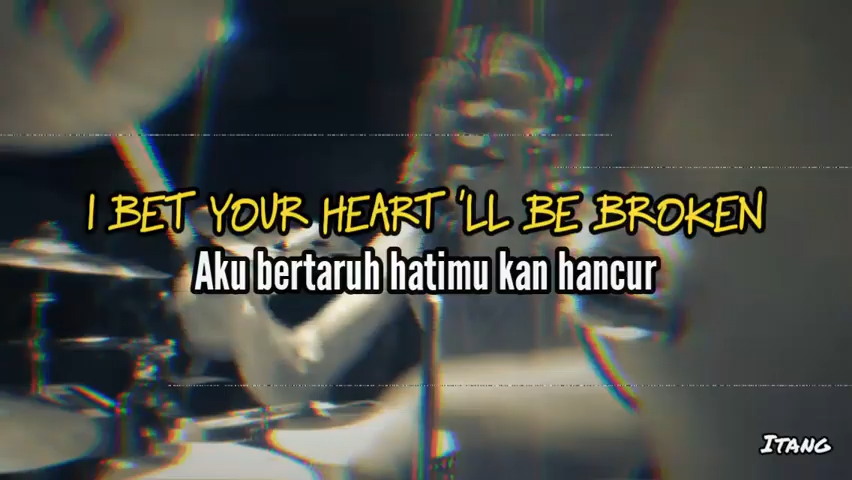 I BET YOUR HEART 'LL BE BROKEN
Aku bertaruh hatimu kan hancur
Itang